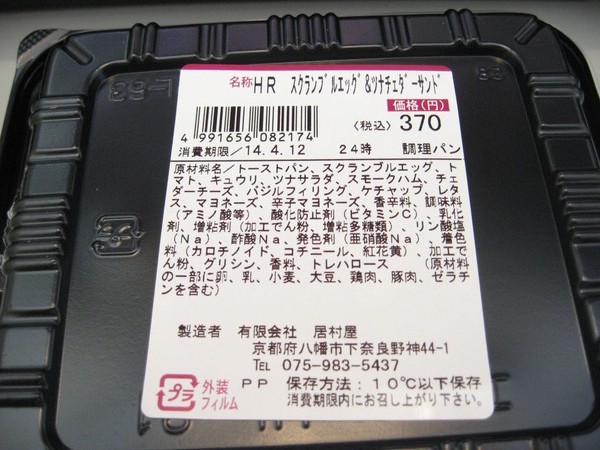 名称HR スクランブルエッグ&ツナチェダーサンド
価格(円)
4 991656 082174
〈税込〉 370
消費期限/14.4.12 24時 調理パン
原材料名/トーストパン、スクランブルエッグ、ト
マト、キュウリ、ツナサラダ、スモークハム、チェ
ダーチーズ、バジルフィリング、ケチャップ、レタ
ス、マヨネーズ、辛子マヨネーズ、香辛料、調味料
(アミノ酸等)、酸化防止剤(ビタミンC)、乳化
剤、増粘剤(加工でん粉、増粘多糖類)、リン酸塩
(Na)、酢酸Na、発色剤(亜硝酸Na)、着色
料(カロチノイド、コチニール、紅花黄)、加工で
ん粉、グリシン、香料、トレハロース (原材料
の一部に卵、乳、小麦、大豆、鶏肉、豚肉、ゼラチ
ンを含む)
製造者 有限会社 居村屋
京都府八幡市下奈良野神44-1
TEL 075-983-5437
プラ 外装 フィルム PP 保存方法:10℃以下保存
消費期限内にお召し上がり下さい。